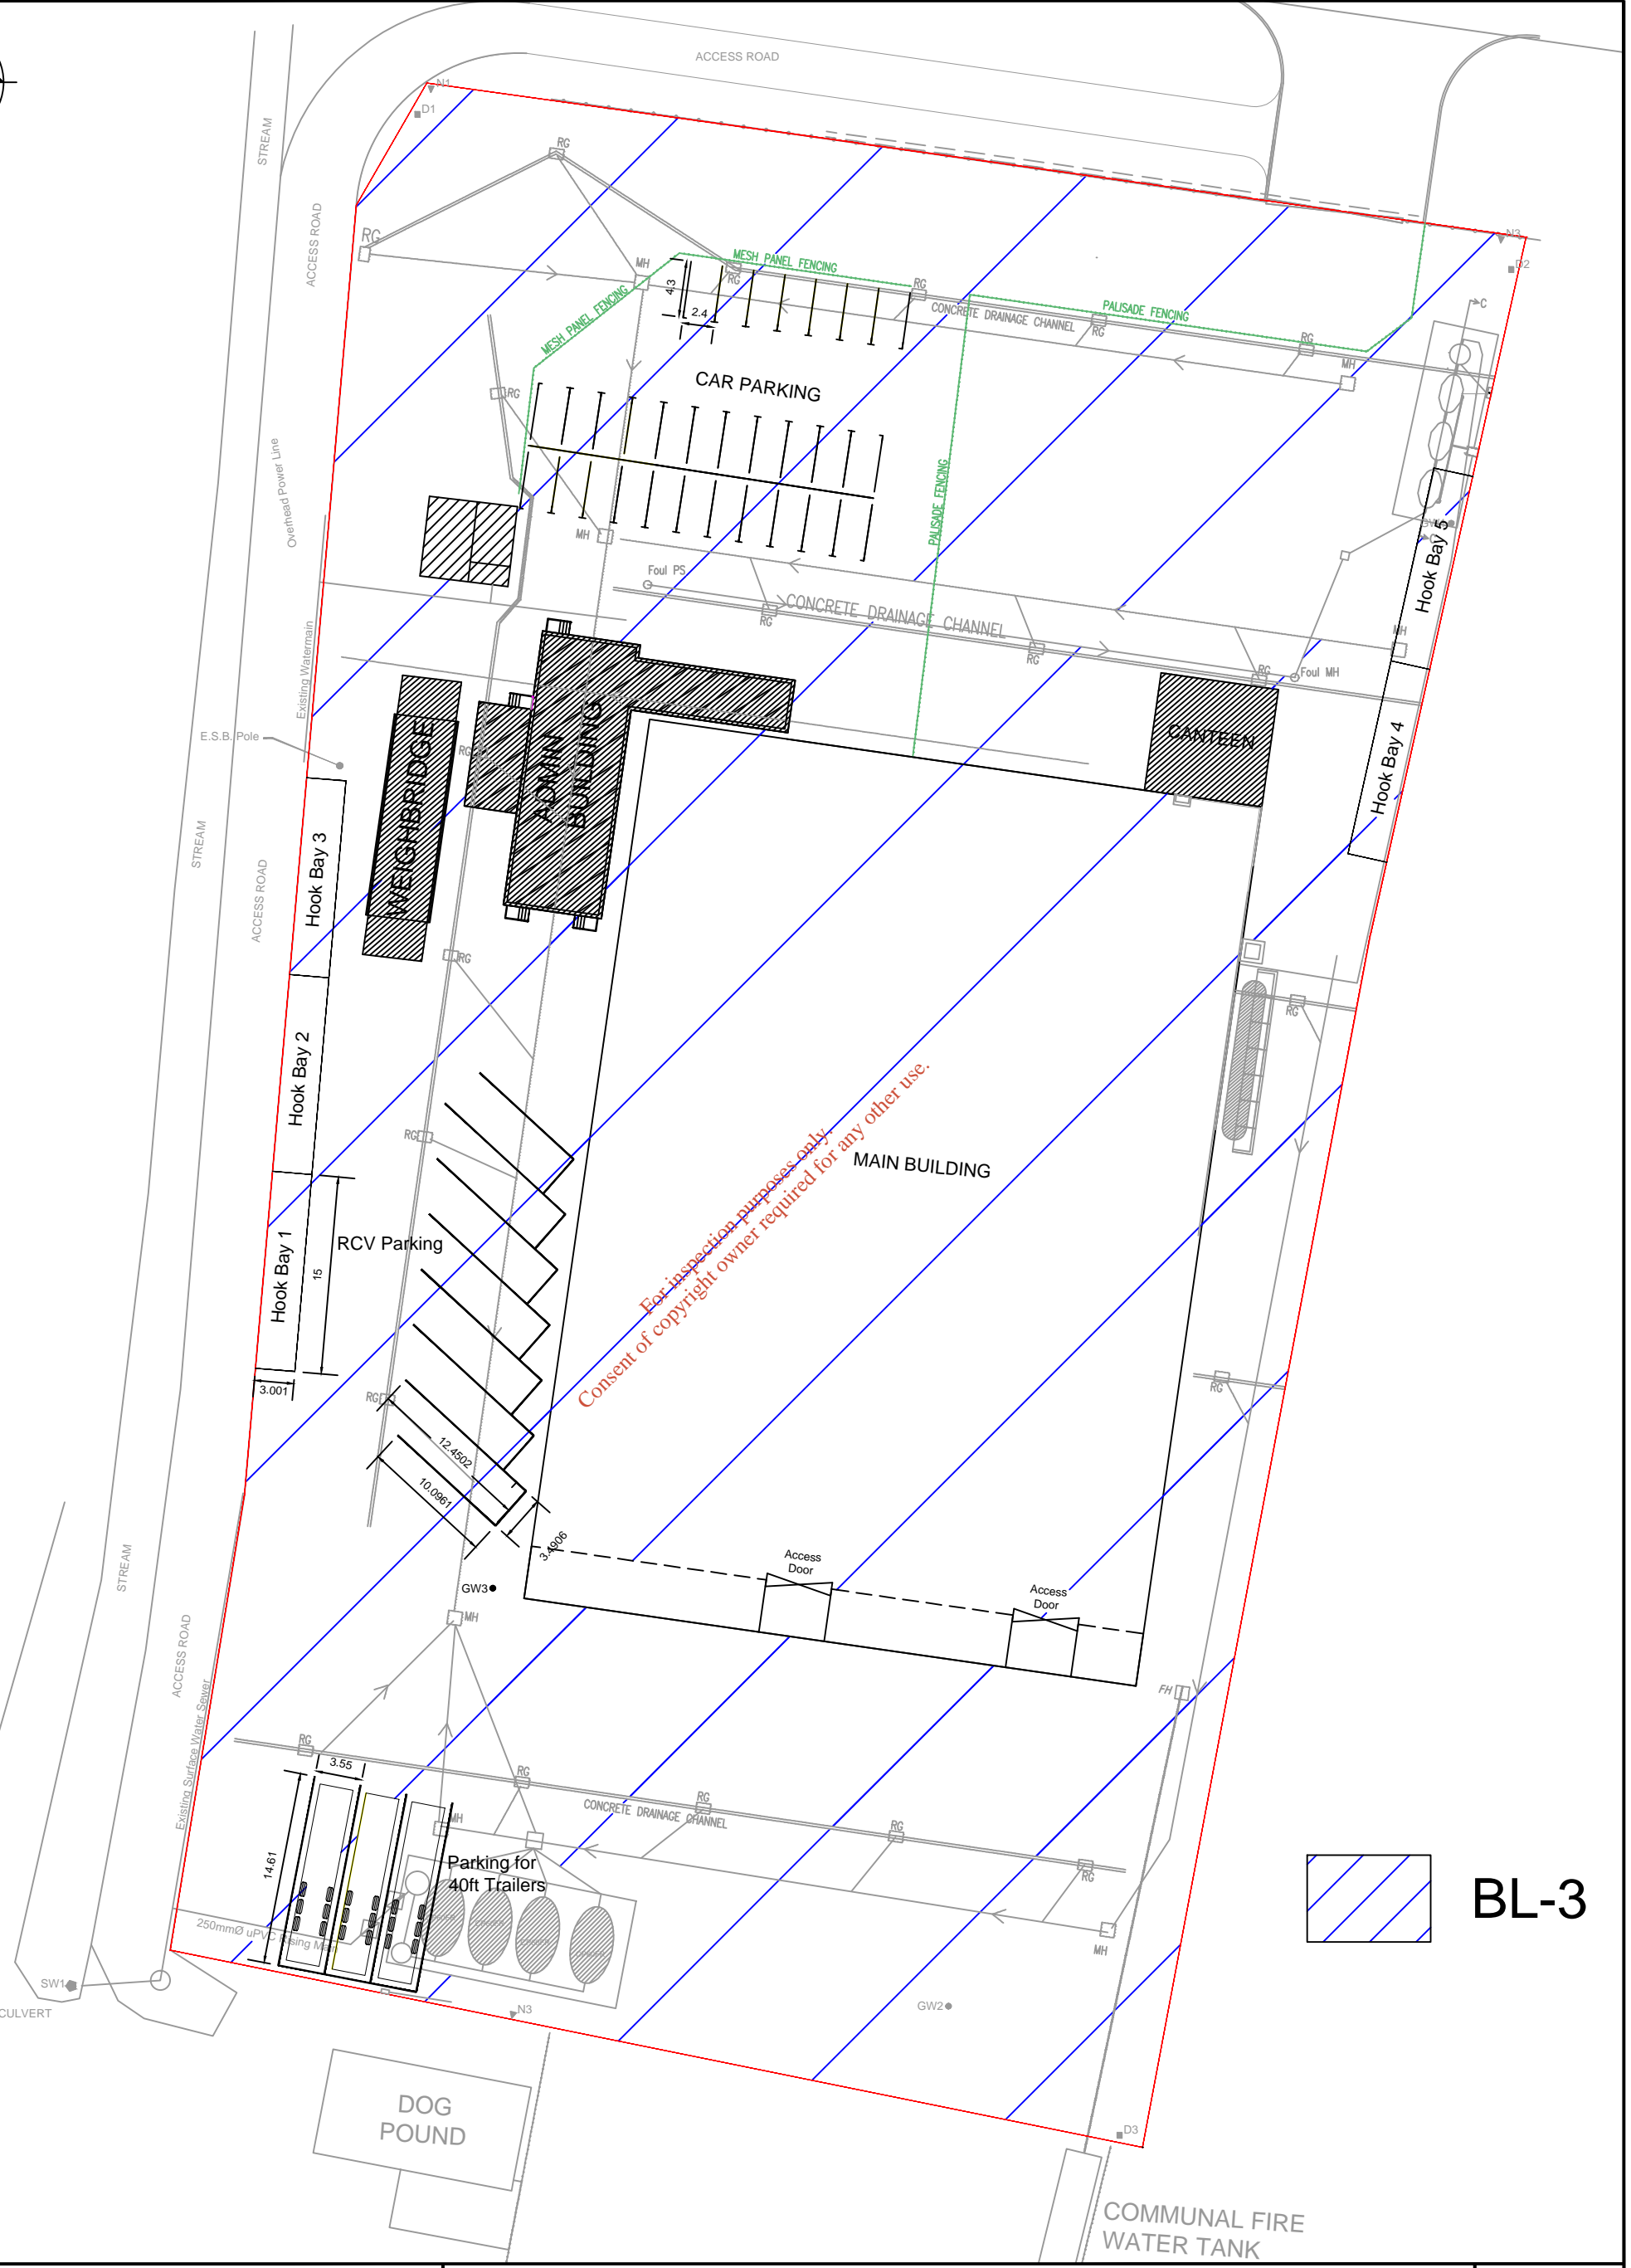 ACCESS ROAD
N1
D1
STREAM
RG
ACCESS ROAD
RG
MH
MESH PANEL FENCING
RG
RG
N3
D2
C
MESH PANEL FENCING
4.3
2.4
CONCRETE DRAINAGE CHANNEL
RG
PALISADE FENCING
RG
MH
CAR PARKING
RG
Overhead Power Line
PALISADE FENCING
MH
Foul PS
CONCRETE DRAINAGE CHANNEL
RG
RG
RG
Foul MH
MH
Hook Bay 5
C
Existing Watermain
E.S.B. Pole
WEIGHBRIDGE
RG
ADMIN
BUILDING
CANTEEN
Hook Bay 4
STREAM
ACCESS ROAD
Hook Bay 3
RG
RG
Hook Bay 2
RG
For inspection purposes only.
Consent of copyright owner required for any other use.
MAIN BUILDING
Hook Bay 1
15
RCV Parking
3.001
RG
RG
12.4502
10.0961
3.4906
STREAM
GW3
Access
Door
Access
Door
MH
ACCESS ROAD
FH
Existing Surface Water Sewer
RG
3.55
RG
RG
CONCRETE DRAINAGE CHANNEL
RG
RG
MH
14.61
Parking for
40ft Trailers
250mmØ uPVC Rising Main
MH
BL-3
SW1
CULVERT
N3
GW2
DOG
POUND
D3
COMMUNAL FIRE
WATER TANK